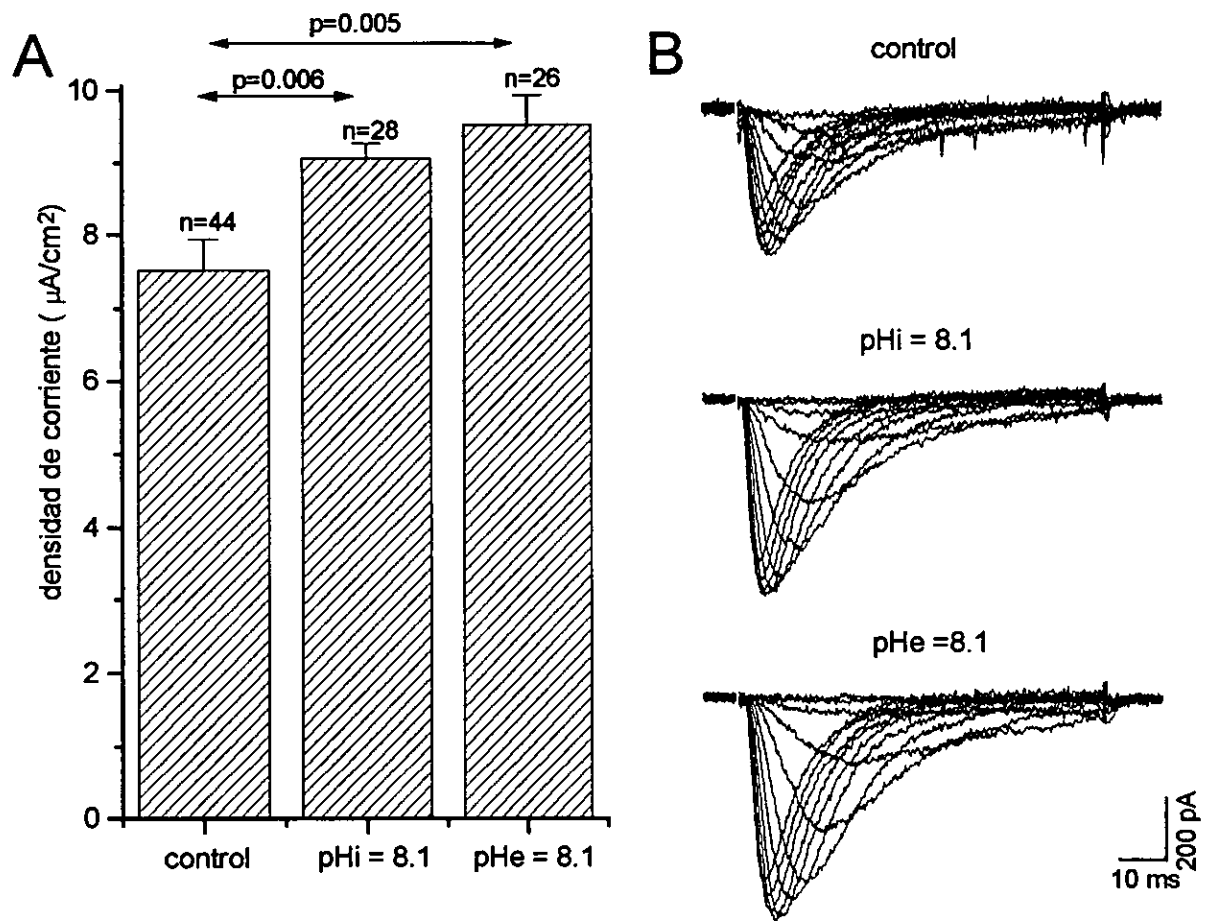 A
p=0.005
p=0.006
n=44
n=28
n=26
densidad de corriente ( µA/cm²)
10
8
6
4
2
0
control
pHi = 8.1
pHe = 8.1
B
control
pHi = 8.1
pHe =8.1
200 pA
10 ms